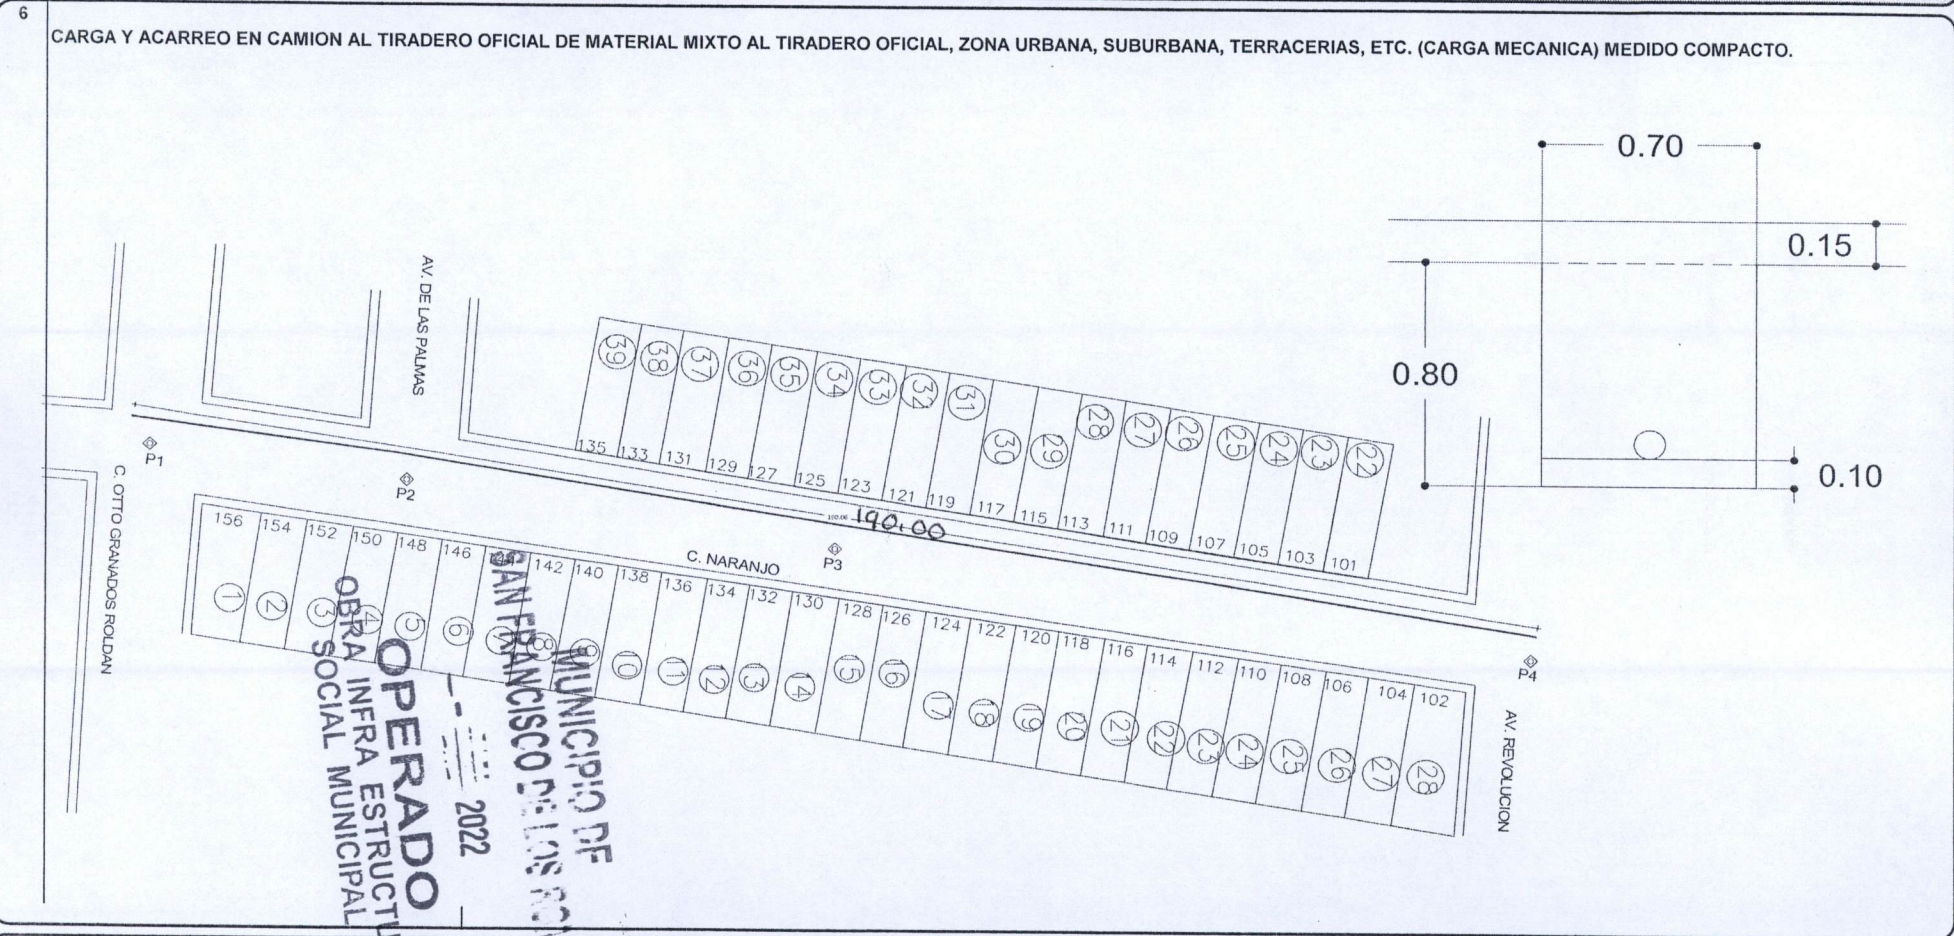 6
CARGA Y ACARREO EN CAMION AL TIRADERO OFICIAL DE MATERIAL MIXTO AL TIRADERO OFICIAL, ZONA URBANA, SUBURBANA, TERRACERIAS, ETC. (CARGA MECANICA) MEDIDO COMPACTO.
0.70
0.15
0.80
0.10
AV. DE LAS PALMAS
39 38 37 36 35 34 33 32 31 30 29 28 27 26 25 24 23 22
135 133 131 129 127 125 123 121 119 117 115 113 111 109 107 105 103 101
P1
P2
190.00
P3
C. NARANJO
P4
C. OTTO GRANADOS ROLDAN
156 154 152 150 148 146 142 140 138 136 134 132 130 128 126 124 122 120 118 116 114 112 110 108 106 104 102
1 2 3 4 5 6 7 8 9 10 11 12 13 14 15 16 17 18 19 20 21 22 23 24 25 26 27 28
AV. REVOLUCION
MUNICIPIO DE
SAN FRANCISCO DE LOS
2022
OPERADO
OBRA INFRA ESTRUCTU
SOCIAL MUNICIPAL